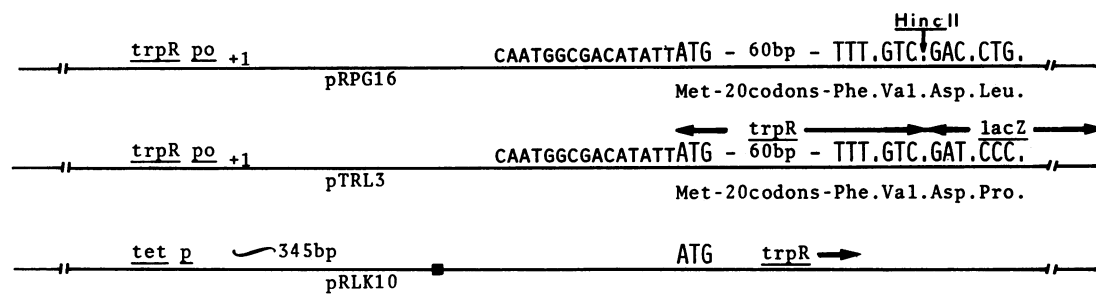 HincII
trpR po +1 CAATGGCGACATATTATG – 60bp – TTT.GTC.GAC.CTG.
pRPG16
Met-20codons-Phe.Val.Asp.Leu.
trpR lacZ
trpR po +1 CAATGGCGACATATTATG – 60bp – TTT.GTC.GAT.CCC.
pTRL3
Met-20codons-Phe.Val.Asp.Pro.
tet p 345bp ATG trpR
pRLK10